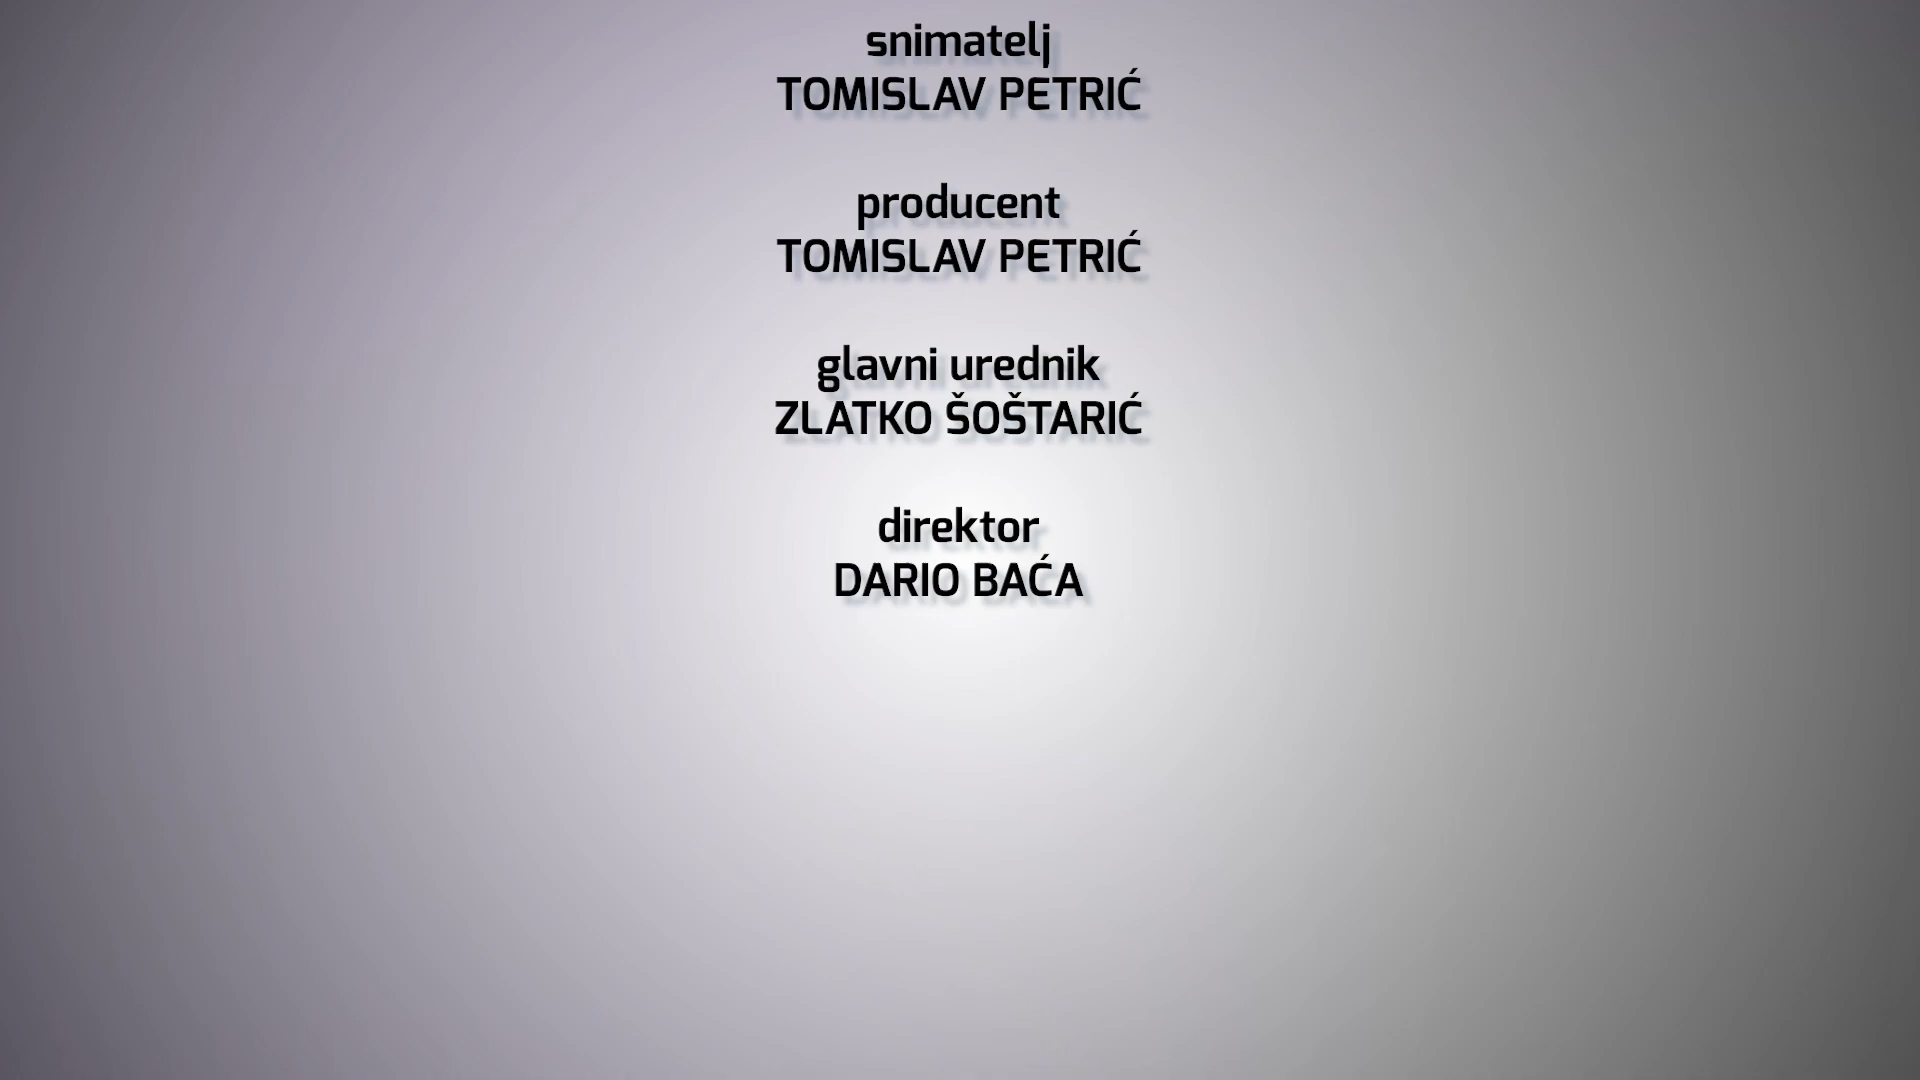 snimatelj
TOMISLAV PETRIĆ
producent
TOMISLAV PETRIĆ
glavni urednik
ZLATKO ŠOŠTARIĆ
direktor
DARIO BAĆA